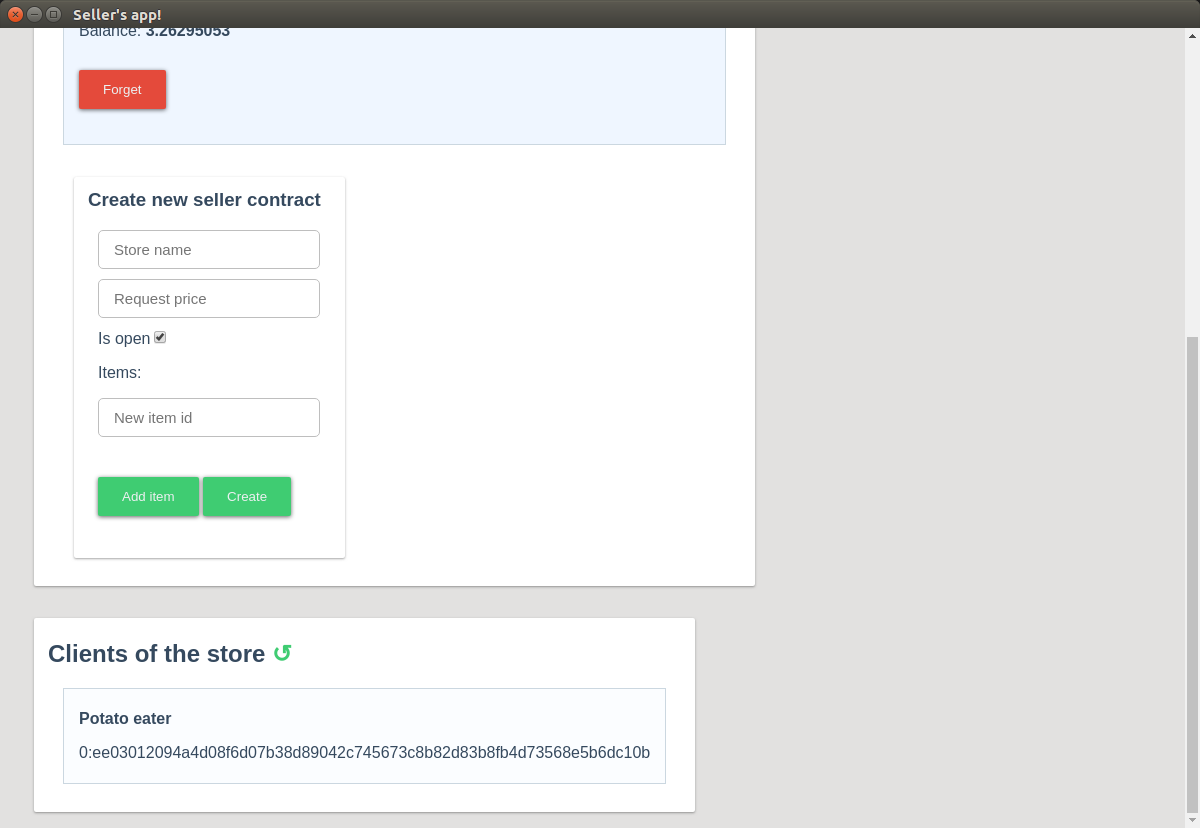 Seller's app!
Balance: 3.26295053
Forget
Create new seller contract
Store name
Request price
Is open
Items:
New item id
Add item Create
Clients of the store ↺
Potato eater
0:ee03012094a4d08f6d07b38d89042c745673c8b82d83b8fb4d73568e5b6dc10b